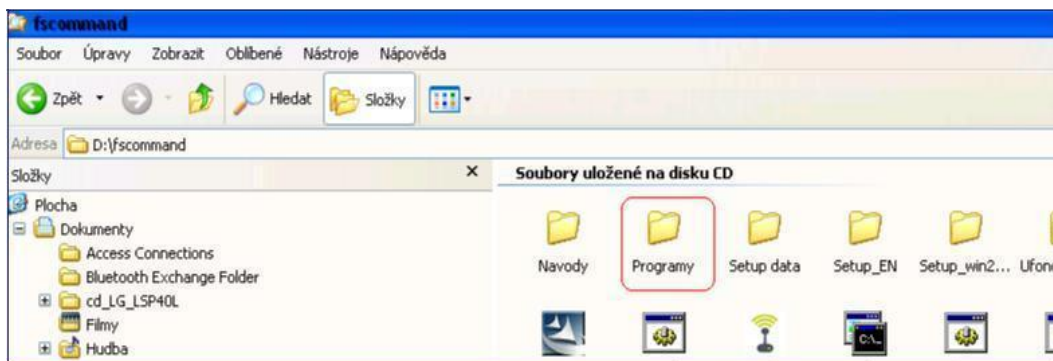 fscommand
Soubor Úpravy Zobrazit Oblíbené Nástroje Nápověda
Zpět Hledat Složky
Adresa D:\fscommand
Složky × Soubory uložené na disku CD
Plocha
Dokumenty
Access Connections
Bluetooth Exchange Folder
cd_LG_LSP40L
Filmy
Hudba
Navody Programy Setup data Setup_EN Setup_win2...
C:\_